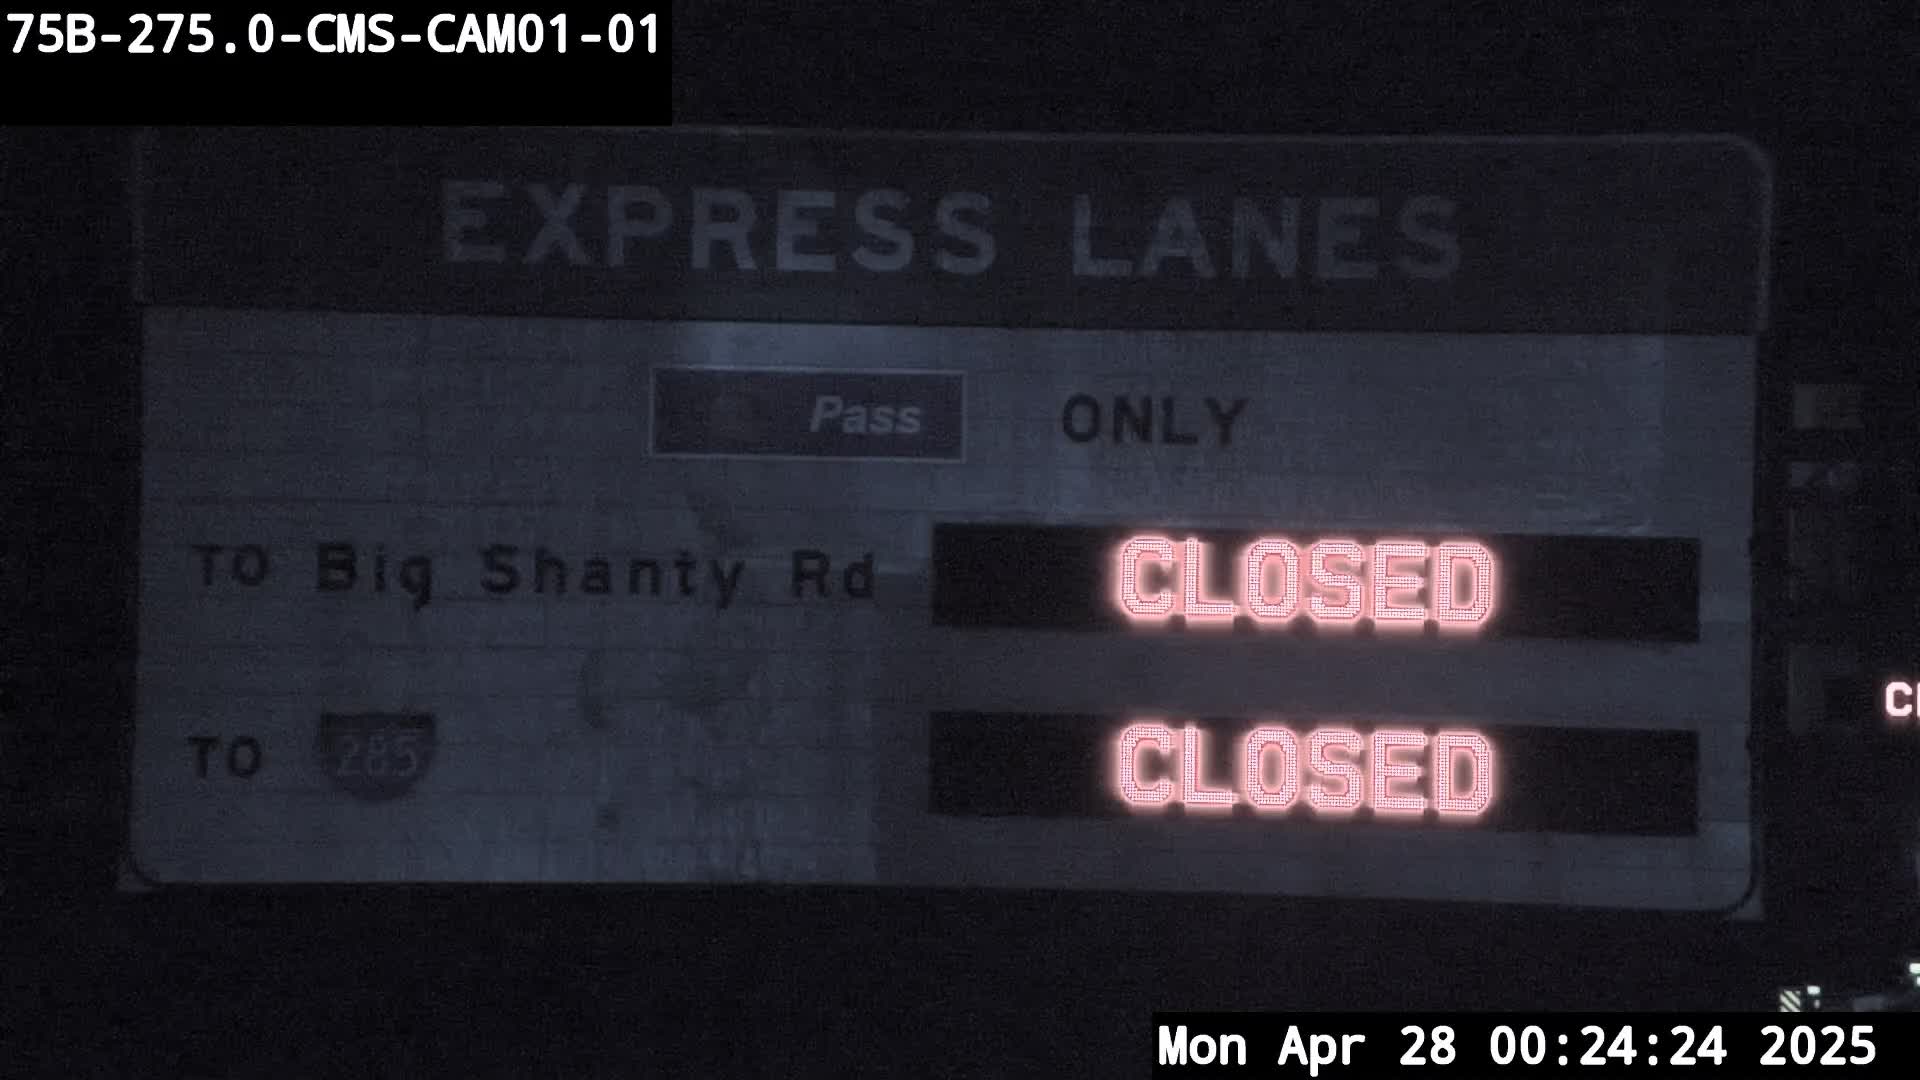 75B-275.0-CMS-CAM01-01
EXPRESS LANES
Pass ONLY
TO Big Shanty Rd CLOSED
TO 285 CLOSED
Mon Apr 28 00:24:24 2025